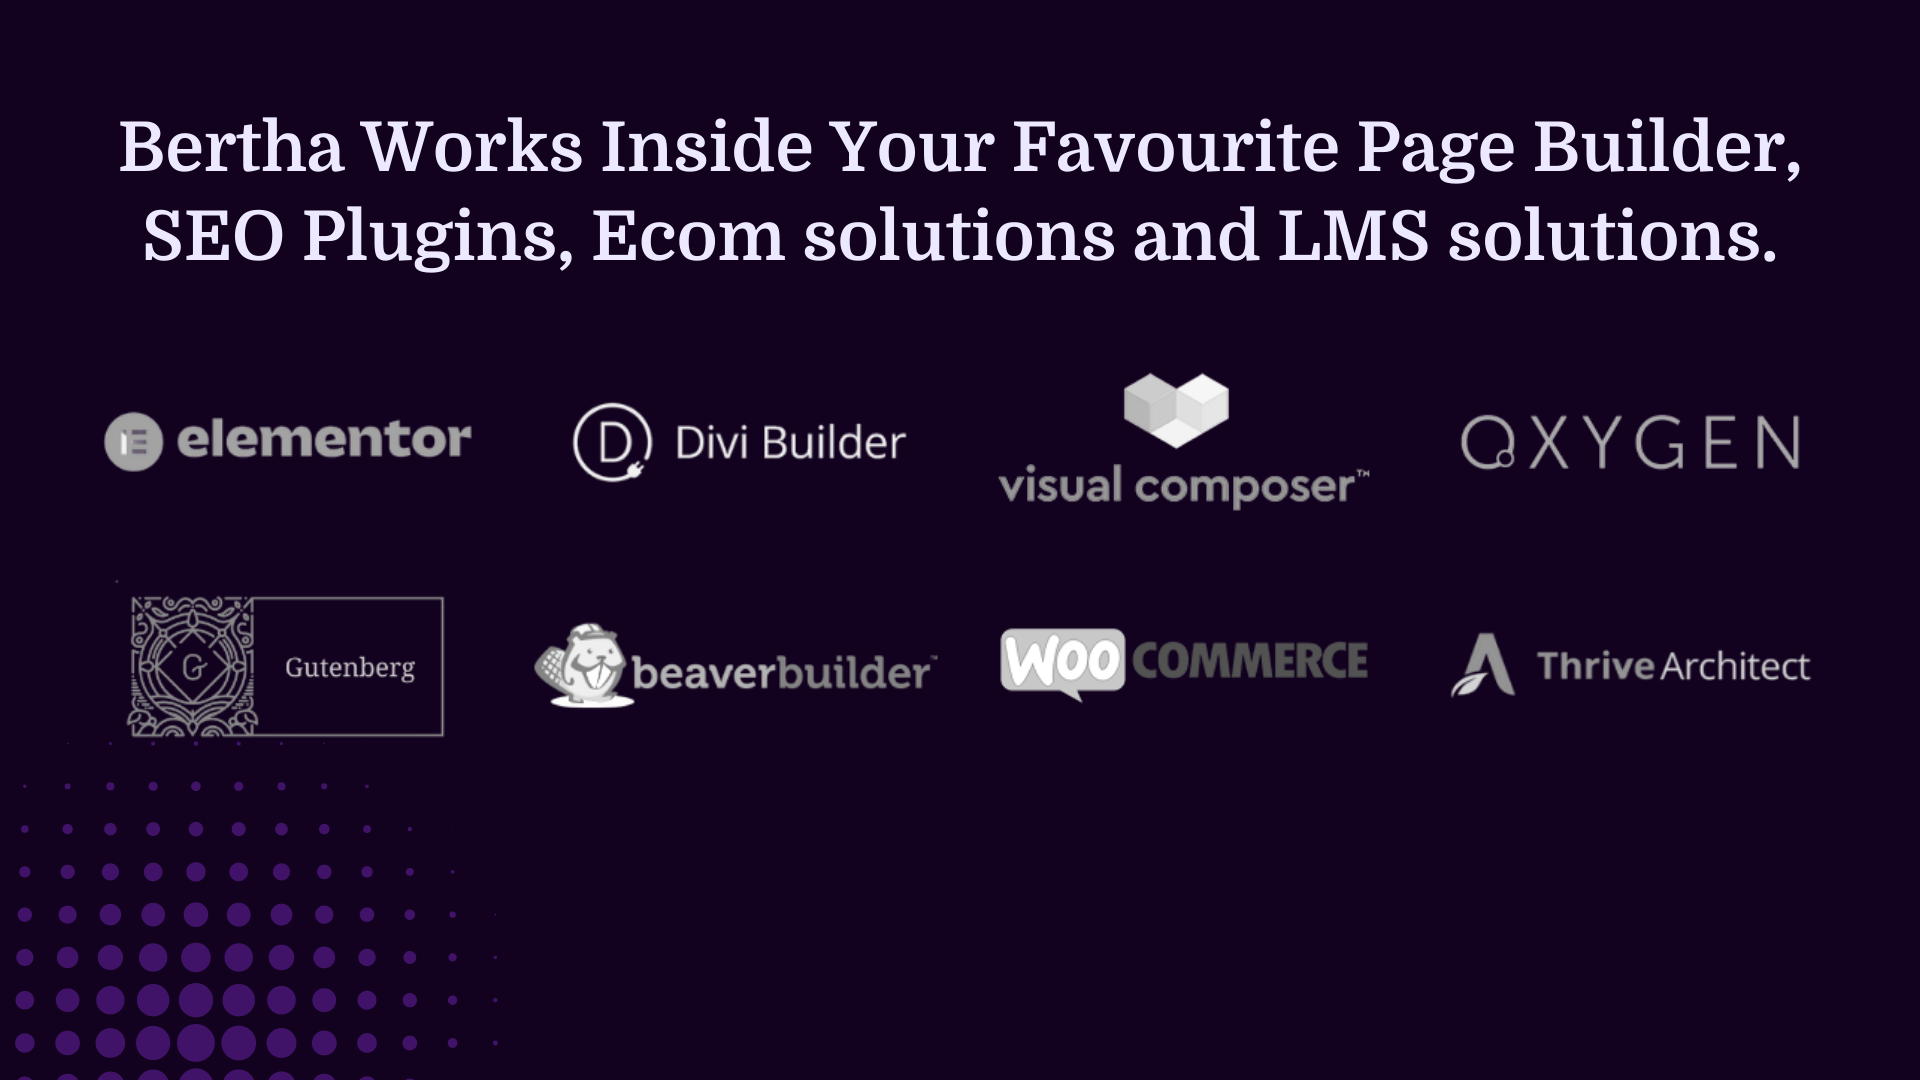 Bertha Works Inside Your Favourite Page Builder,
SEO Plugins, Ecom solutions and LMS solutions.
E elementor
D Divi Builder
visual composer™
OXYGEN
G Gutenberg
beaverbuilder™
WOO COMMERCE
Thrive Architect